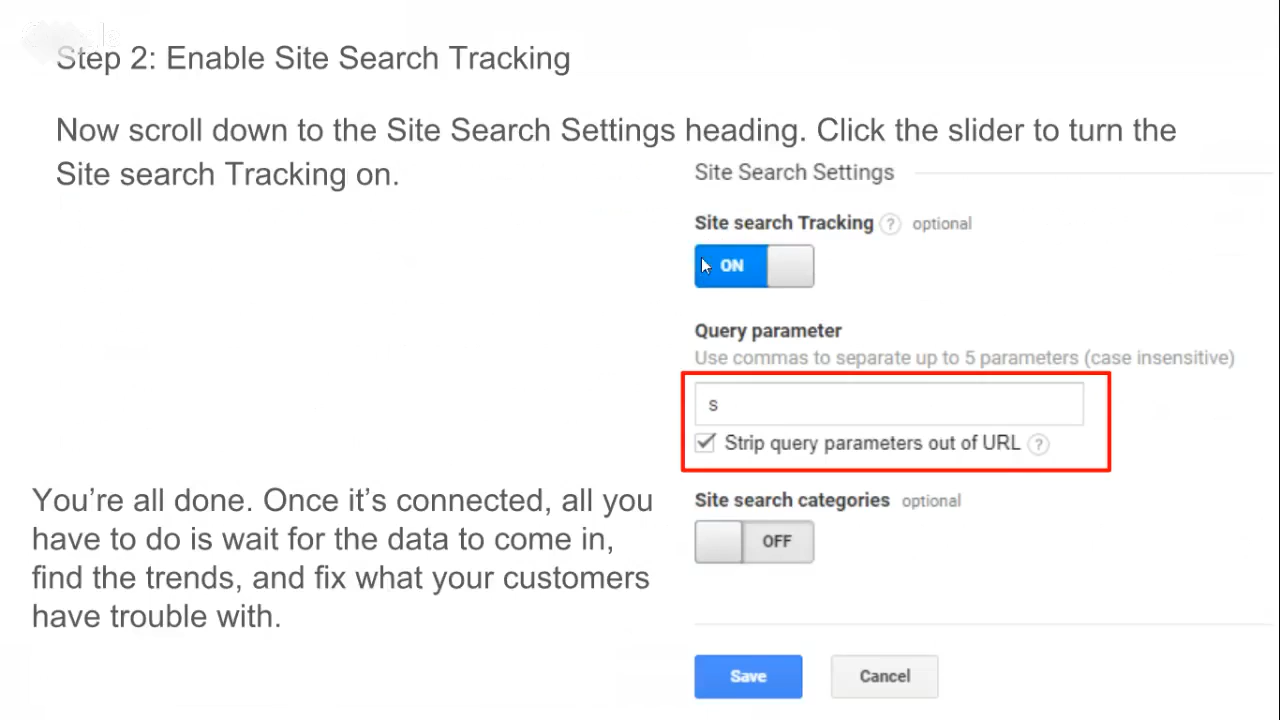 Step 2: Enable Site Search Tracking
Now scroll down to the Site Search Settings heading. Click the slider to turn the
Site search Tracking on.
Site Search Settings
Site search Tracking ? optional
ON
Query parameter
Use commas to separate up to 5 parameters (case insensitive)
s
Strip query parameters out of URL ?
Site search categories optional
OFF
You’re all done. Once it’s connected, all you
have to do is wait for the data to come in,
find the trends, and fix what your customers
have trouble with.
Save Cancel